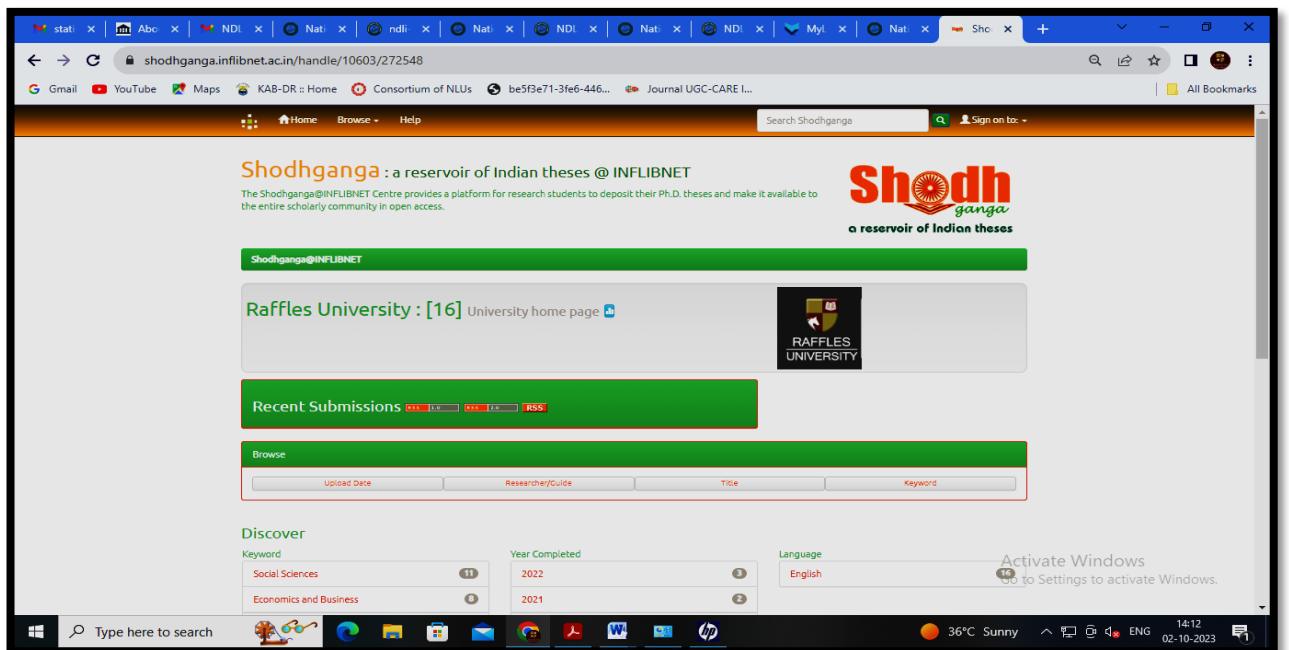 stati
Abo
NDL
Nati
ndli-
Nati
NDL
Nati
NDL
MyL
Nati
Sho
shodhganga.inflibnet.ac.in/handle/10603/272548
Gmail YouTube Maps KAB-DR :: Home Consortium of NLUs be5f3e71-3fe6-446... Journal UGC-CARE I... All Bookmarks
Home Browse Help Search Shodhganga Sign on to:
Shodhganga : a reservoir of Indian theses @ INFLIBNET
The Shodhganga@INFLIBNET Centre provides a platform for research students to deposit their Ph.D. theses and make it available to
the entire scholarly community in open access.
Shodh
ganga
a reservoir of Indian theses
Shodhganga@INFLIBNET
Raffles University : [16] University home page
RAFFLES
UNIVERSITY
Recent Submissions RSS
Browse
Upload Date Researcher/Guide Title Keyword
Discover
Keyword Year Completed Language
Social Sciences 11 2022 3 English 16
Economics and Business 8 2021 2
Activate Windows
Go to Settings to activate Windows.
Type here to search 36°C Sunny ENG 14:12
02-10-2023